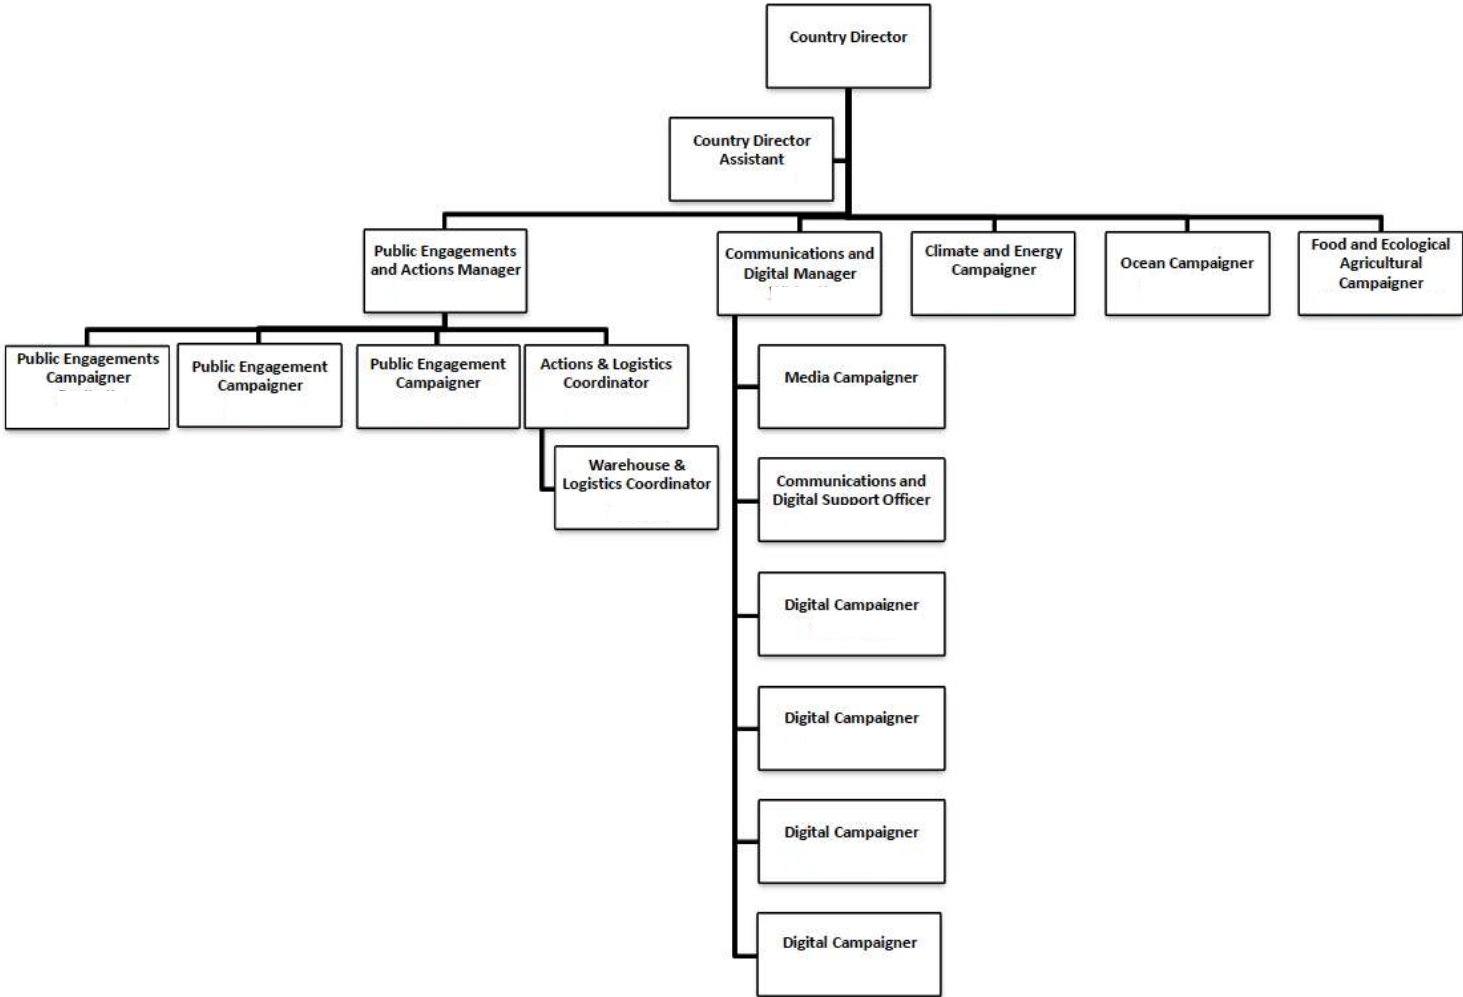 Country Director
Country Director
Assistant
Public Engagements
and Actions Manager
Communications and
Digital Manager
Climate and Energy
Campaigner
Ocean Campaigner
Food and Ecological
Agricultural
Campaigner
Public Engagements
Campaigner
Public Engagement
Campaigner
Public Engagement
Campaigner
Actions & Logistics
Coordinator
Warehouse &
Logistics Coordinator
Media Campaigner
Communications and
Digital Support Officer
Digital Campaigner
Digital Campaigner
Digital Campaigner
Digital Campaigner